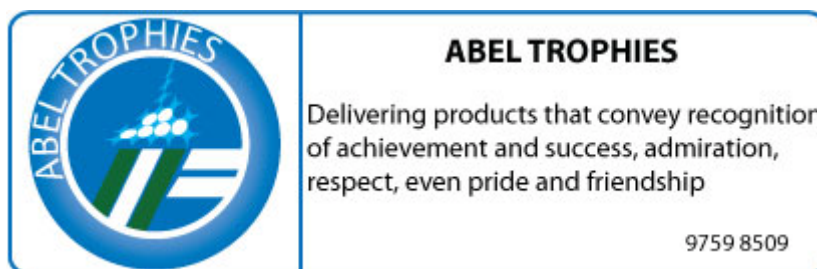 ABEL TROPHIES
ABEL TROPHIES
Delivering products that convey recognition
of achievement and success, admiration,
respect, even pride and friendship
9759 8509